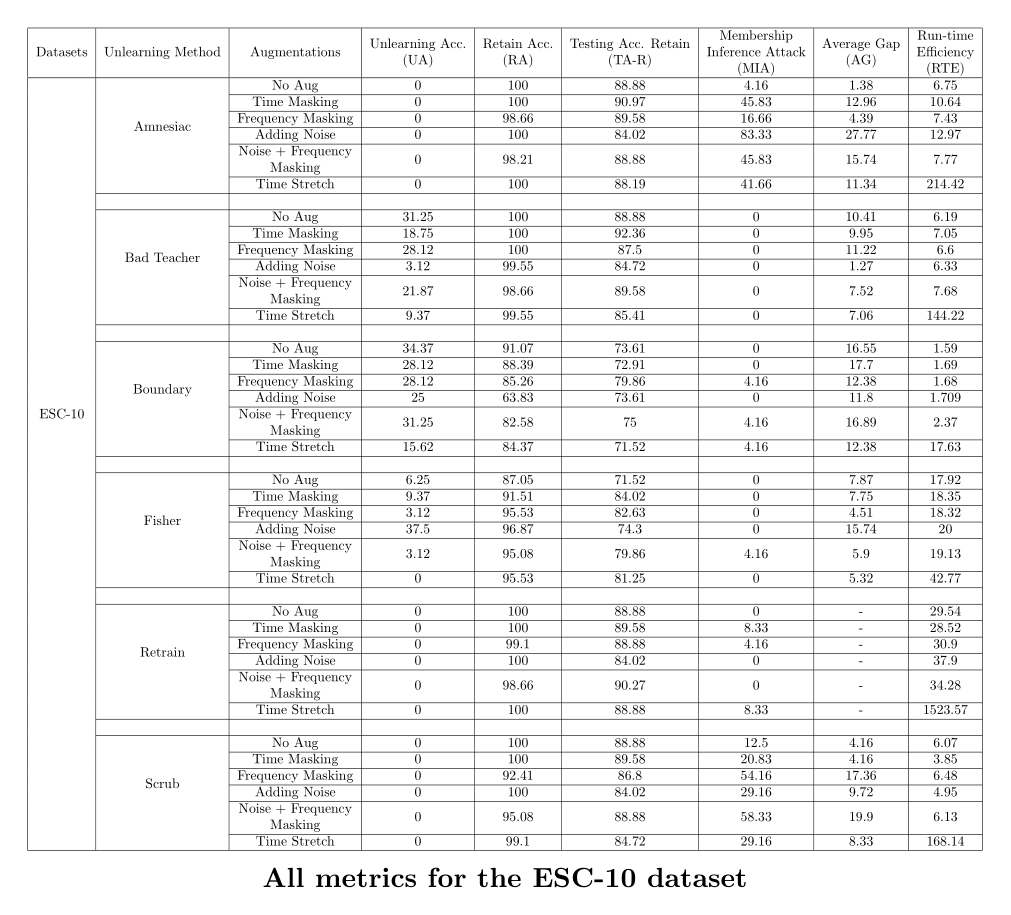 Datasets Unlearning Method Augmentations Unlearning Acc. (UA) Retain Acc. (RA) Testing Acc. Retain (TA-R) Membership Inference Attack (MIA) Average Gap (AG) Run-time Efficiency (RTE)
ESC-10
Amnesiac
No Aug 0 100 88.88 4.16 1.38 6.75
Time Masking 0 100 90.97 45.83 12.96 10.64
Frequency Masking 0 98.66 89.58 16.66 4.39 7.43
Adding Noise 0 100 84.02 83.33 27.77 12.97
Noise + Frequency Masking 0 98.21 88.88 45.83 15.74 7.77
Time Stretch 0 100 88.19 41.66 11.34 214.42
Bad Teacher
No Aug 31.25 100 88.88 0 10.41 6.19
Time Masking 18.75 100 92.36 0 9.95 7.05
Frequency Masking 28.12 100 87.5 0 11.22 6.6
Adding Noise 3.12 99.55 84.72 0 1.27 6.33
Noise + Frequency Masking 21.87 98.66 89.58 0 7.52 7.68
Time Stretch 9.37 99.55 85.41 0 7.06 144.22
Boundary
No Aug 34.37 91.07 73.61 0 16.55 1.59
Time Masking 28.12 88.39 72.91 0 17.7 1.69
Frequency Masking 28.12 85.26 79.86 4.16 12.38 1.68
Adding Noise 25 63.83 73.61 0 11.8 1.709
Noise + Frequency Masking 31.25 82.58 75 4.16 16.89 2.37
Time Stretch 15.62 84.37 71.52 4.16 12.38 17.63
Fisher
No Aug 6.25 87.05 71.52 0 7.87 17.92
Time Masking 9.37 91.51 84.02 0 7.75 18.35
Frequency Masking 3.12 95.53 82.63 0 4.51 18.32
Adding Noise 37.5 96.87 74.3 0 15.74 20
Noise + Frequency Masking 3.12 95.08 79.86 4.16 5.9 19.13
Time Stretch 0 95.53 81.25 0 5.32 42.77
Retrain
No Aug 0 100 88.88 0 - 29.54
Time Masking 0 100 89.58 8.33 - 28.52
Frequency Masking 0 99.1 88.88 4.16 - 30.9
Adding Noise 0 100 84.02 0 - 37.9
Noise + Frequency Masking 0 98.66 90.27 0 - 34.28
Time Stretch 0 100 88.88 8.33 - 1523.57
Scrub
No Aug 0 100 88.88 12.5 4.16 6.07
Time Masking 0 100 89.58 20.83 4.16 3.85
Frequency Masking 0 92.41 86.8 54.16 17.36 6.48
Adding Noise 0 100 84.02 29.16 9.72 4.95
Noise + Frequency Masking 0 95.08 88.88 58.33 19.9 6.13
Time Stretch 0 99.1 84.72 29.16 8.33 168.14
All metrics for the ESC-10 dataset